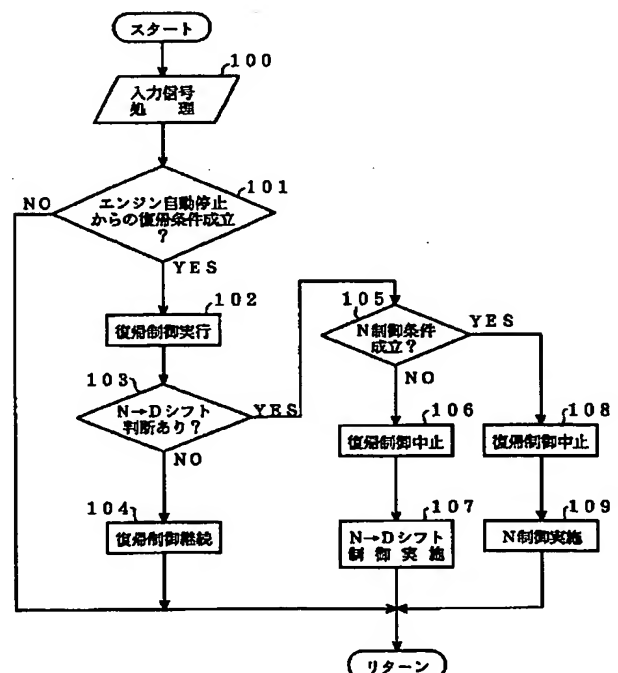 スタート
100
入力信号
処理
101
エンジン自動停止
からの復帰条件成立
?
NO
YES
102
復帰制御実行
103
N→Dシフト
判断あり?
YES
NO
104
復帰制御継続
105
N制御条件
成立?
YES
NO
106
復帰制御中止
107
N→Dシフト
制御実施
108
復帰制御中止
109
N制御実施
リターン